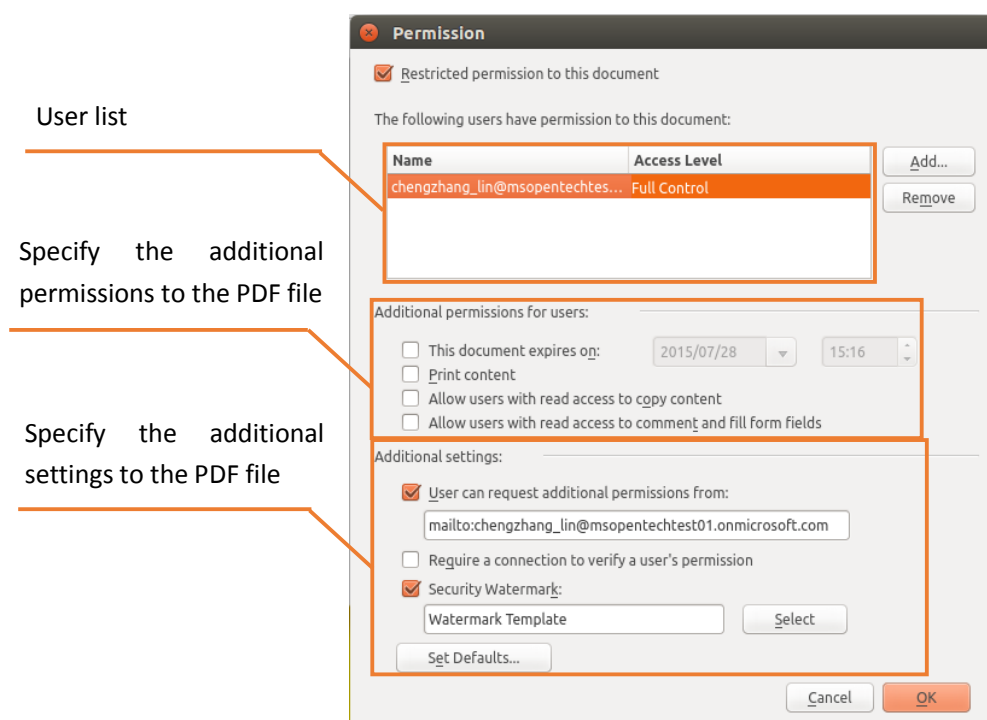 Permission
Restricted permission to this document
User list
The following users have permission to this document:
Name Access Level
Add...
chengzhang_lin@msopentechtes... Full Control
Remove
Specify the additional
permissions to the PDF file
Additional permissions for users:
This document expires on: 2015/07/28 15:16
Print content
Allow users with read access to copy content
Allow users with read access to comment and fill form fields
Specify the additional
settings to the PDF file
Additional settings:
User can request additional permissions from:
mailto:chengzhang_lin@msopentechtest01.onmicrosoft.com
Require a connection to verify a user's permission
Security Watermark:
Watermark Template Select
Set Defaults...
Cancel OK